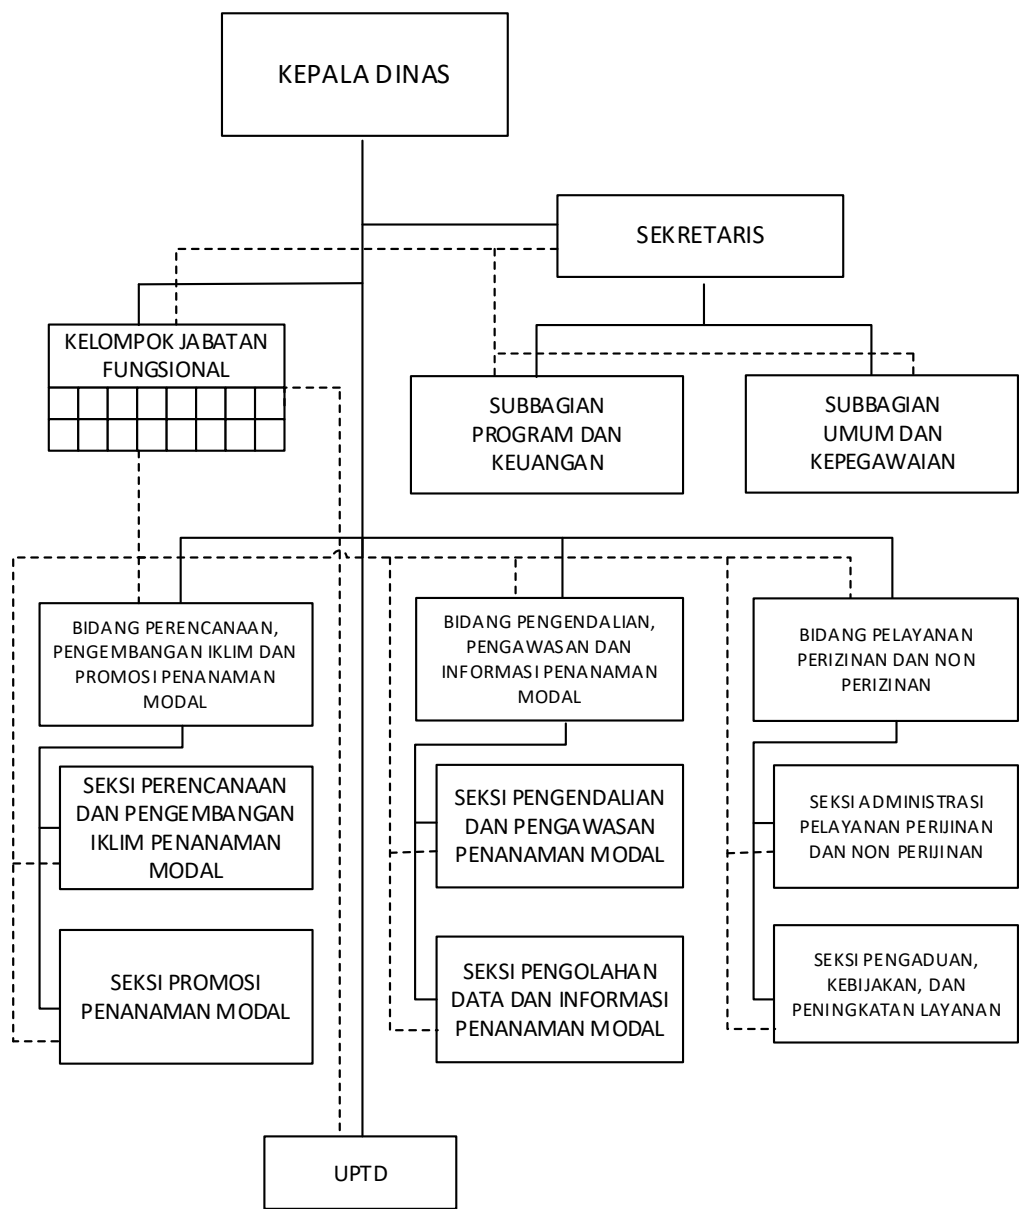 KEPALA DINAS
SEKRETARIS
KELOMPOK JABATAN
FUNGSIONAL
SUBBAGIAN
PROGRAM DAN
KEUANGAN
SUBBAGIAN
UMUM DAN
KEPEGAWAIAN
BIDANG PERENCANAAN,
PENGEMBANGAN IKLIM DAN
PROMOSI PENANAMAN
MODAL
BIDANG PENGENDALIAN,
PENGAWASAN DAN
INFORMASI PENANAMAN
MODAL
BIDANG PELAYANAN
PERIZINAN DAN NON
PERIZINAN
SEKSI PERENCANAAN
DAN PENGEMBANGAN
IKLIM PENANAMAN
MODAL
SEKSI PENGENDALIAN
DAN PENGAWASAN
PENANAMAN MODAL
SEKSI ADMINISTRASI
PELAYANAN PERIJINAN
DAN NON PERIJINAN
SEKSI PROMOSI
PENANAMAN MODAL
SEKSI PENGOLAHAN
DATA DAN INFORMASI
PENANAMAN MODAL
SEKSI PENGADUAN,
KEBIJAKAN, DAN
PENINGKATAN LAYANAN
UPTD